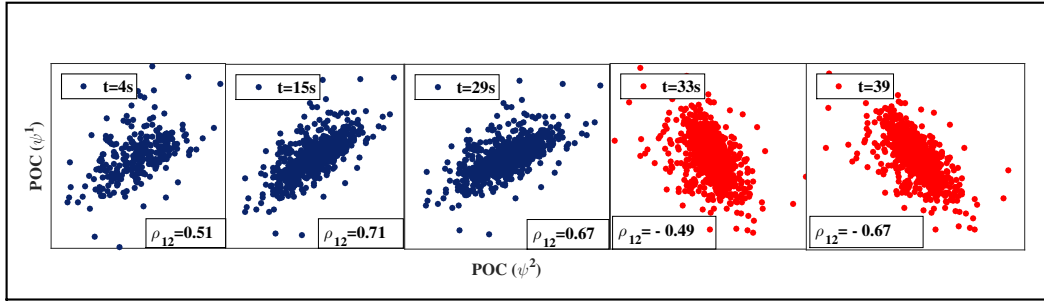 t=4s
t=15s
t=29s
t=33s
t=39
POC (ψ¹)
ρ₁₂=0.51
ρ₁₂=0.71
ρ₁₂=0.67
ρ₁₂= - 0.49
ρ₁₂= - 0.67
POC (ψ²)